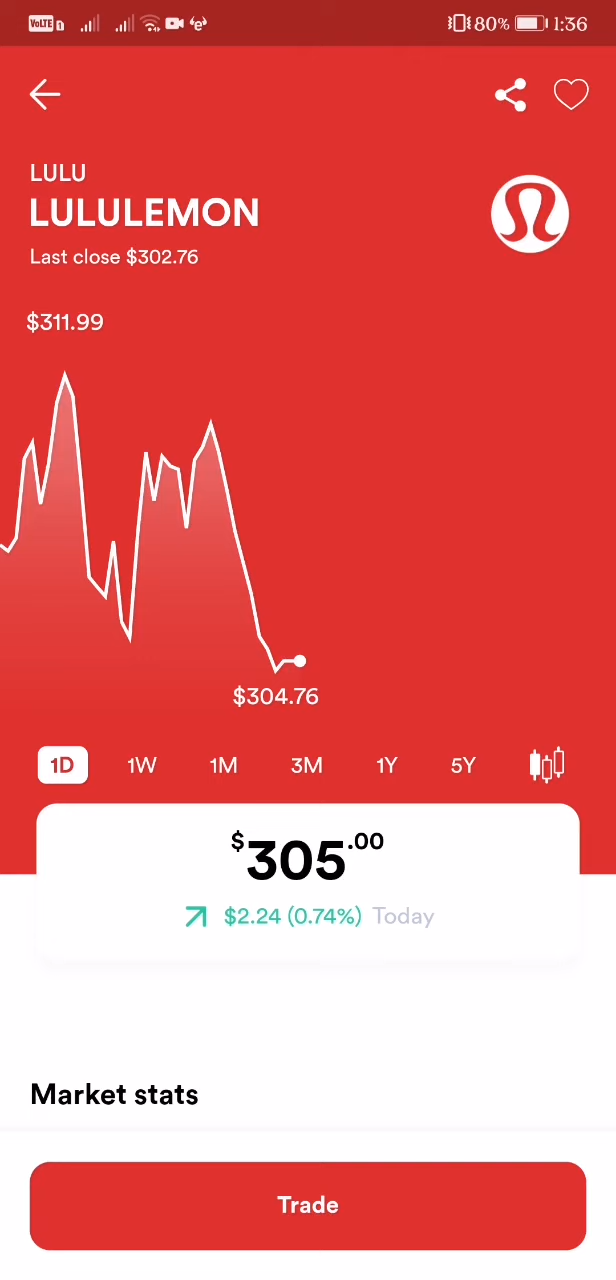 VoLTE 80% 1:36
LULU
LULULEMON
Last close $302.76
$311.99
$304.76
1D 1W 1M 3M 1Y 5Y
$305.00
$2.24 (0.74%) Today
Market stats
Trade